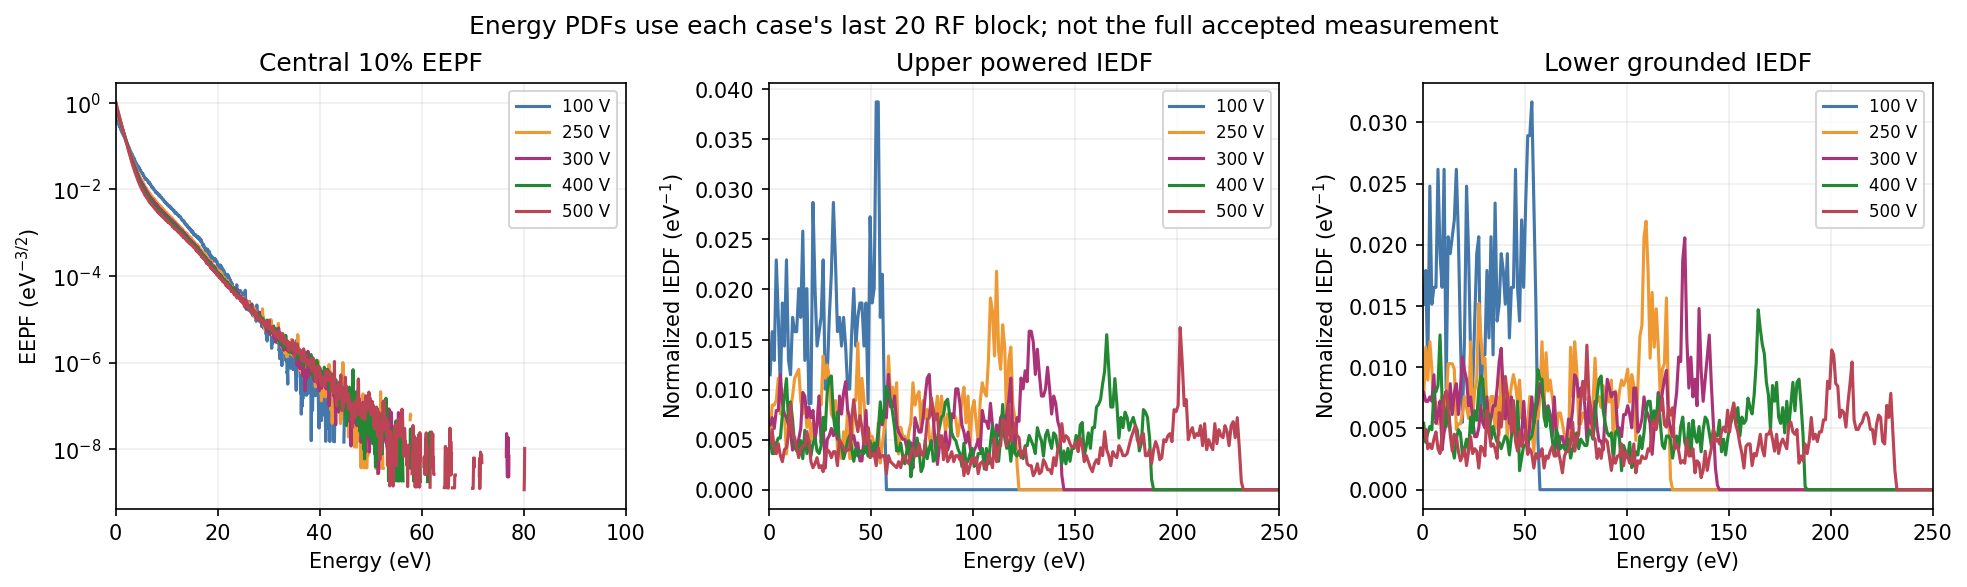 Energy PDFs use each case's last 20 RF block; not the full accepted measurement
Central 10% EEPF
EEPF (eV⁻³ᐟ²)
10⁰
10⁻²
10⁻⁴
10⁻⁶
10⁻⁸
0 20 40 60 80 100
Energy (eV)
100 V
250 V
300 V
400 V
500 V
Upper powered IEDF
Normalized IEDF (eV⁻¹)
0.040
0.035
0.030
0.025
0.020
0.015
0.010
0.005
0.000
0 50 100 150 200 250
Energy (eV)
100 V
250 V
300 V
400 V
500 V
Lower grounded IEDF
Normalized IEDF (eV⁻¹)
0.030
0.025
0.020
0.015
0.010
0.005
0.000
0 50 100 150 200 250
Energy (eV)
100 V
250 V
300 V
400 V
500 V